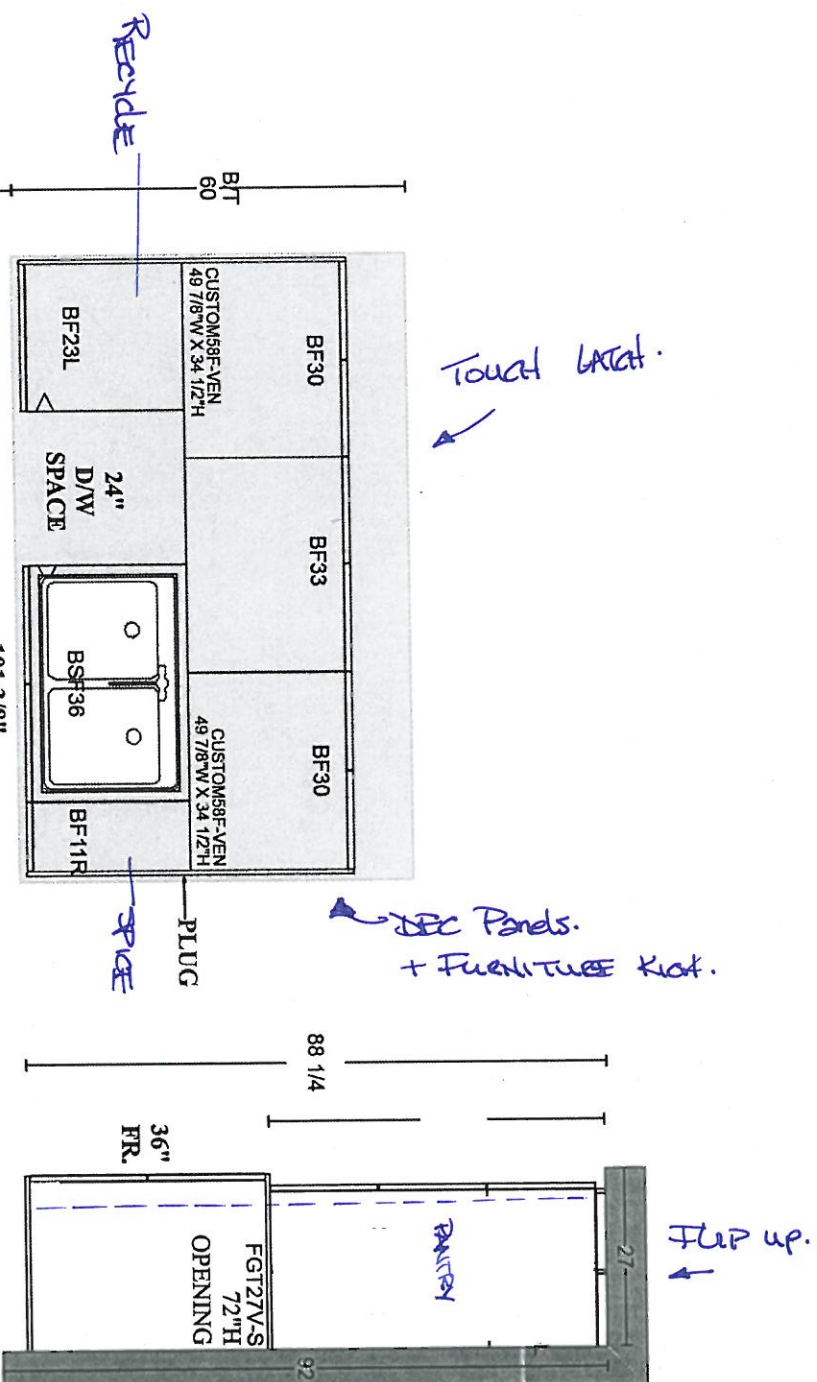 RECYCLE
B/T
60
TOUCH LATCH.
CUSTOM58F-VEN
49 7/8"W X 34 1/2"H
BF30
BF33
BF30
CUSTOM58F-VEN
49 7/8"W X 34 1/2"H
BF23L
24"
D/W
SPACE
BSF36
BF11R
PLUG
SPICE
DEC Panels.
+ FURNITURE KICK.
88 1/4
36"
FR.
FGT27V-S
72"H
OPENING
PANTRY
27
92
FLIP UP.